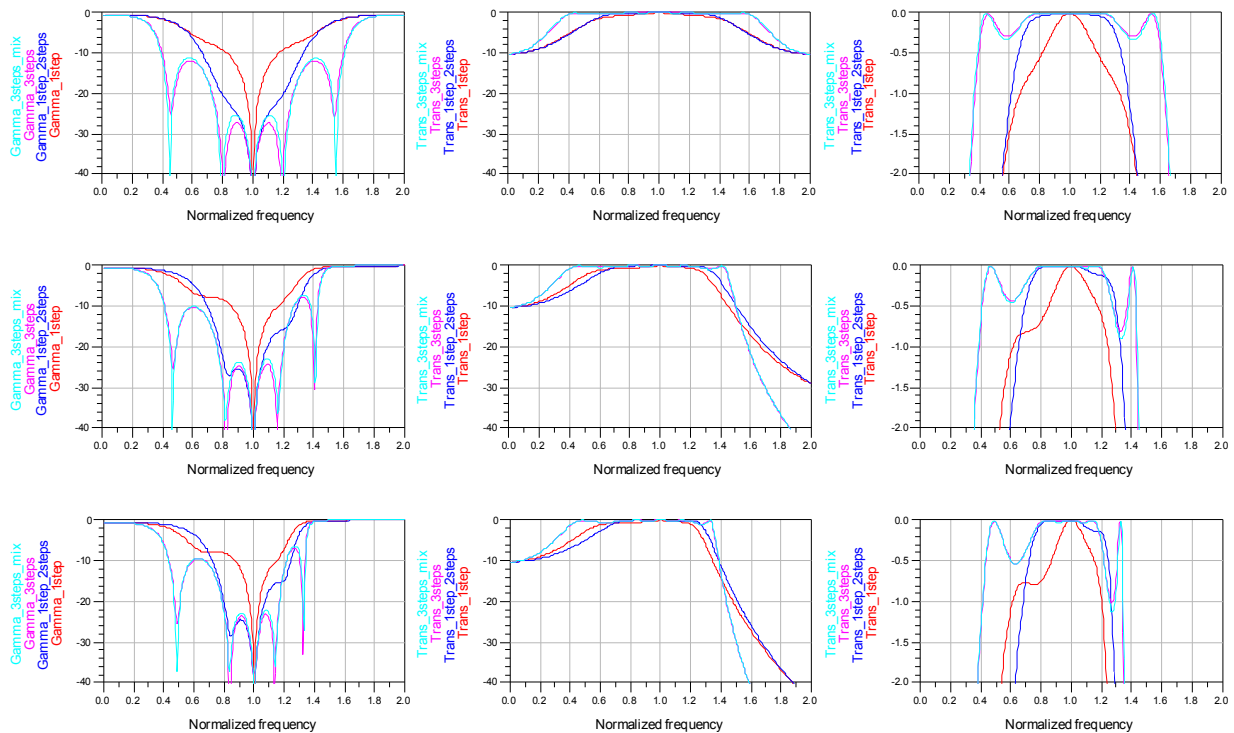 Gamma_3steps_mix
Gamma_3steps
Gamma_1step_2steps
Gamma_1step
0
-10
-20
-30
-40
0.0 0.2 0.4 0.6 0.8 1.0 1.2 1.4 1.6 1.8 2.0
Normalized frequency
Trans_3steps_mix
Trans_3steps
Trans_1step_2steps
Trans_1step
0
-10
-20
-30
-40
0.0 0.2 0.4 0.6 0.8 1.0 1.2 1.4 1.6 1.8 2.0
Normalized frequency
Trans_3steps_mix
Trans_3steps
Trans_1step_2steps
Trans_1step
0.0
-0.5
-1.0
-1.5
-2.0
0.0 0.2 0.4 0.6 0.8 1.0 1.2 1.4 1.6 1.8 2.0
Normalized frequency
Gamma_3steps_mix
Gamma_3steps
Gamma_1step_2steps
Gamma_1step
0
-10
-20
-30
-40
0.0 0.2 0.4 0.6 0.8 1.0 1.2 1.4 1.6 1.8 2.0
Normalized frequency
Trans_3steps_mix
Trans_3steps
Trans_1step_2steps
Trans_1step
0
-10
-20
-30
-40
0.0 0.2 0.4 0.6 0.8 1.0 1.2 1.4 1.6 1.8 2.0
Normalized frequency
Trans_3steps_mix
Trans_3steps
Trans_1step_2steps
Trans_1step
0.0
-0.5
-1.0
-1.5
-2.0
0.0 0.2 0.4 0.6 0.8 1.0 1.2 1.4 1.6 1.8 2.0
Normalized frequency
Gamma_3steps_mix
Gamma_3steps
Gamma_1step_2steps
Gamma_1step
0
-10
-20
-30
-40
0.0 0.2 0.4 0.6 0.8 1.0 1.2 1.4 1.6 1.8 2.0
Normalized frequency
Trans_3steps_mix
Trans_3steps
Trans_1step_2steps
Trans_1step
0
-10
-20
-30
-40
0.0 0.2 0.4 0.6 0.8 1.0 1.2 1.4 1.6 1.8 2.0
Normalized frequency
Trans_3steps_mix
Trans_3steps
Trans_1step_2steps
Trans_1step
0.0
-0.5
-1.0
-1.5
-2.0
0.0 0.2 0.4 0.6 0.8 1.0 1.2 1.4 1.6 1.8 2.0
Normalized frequency